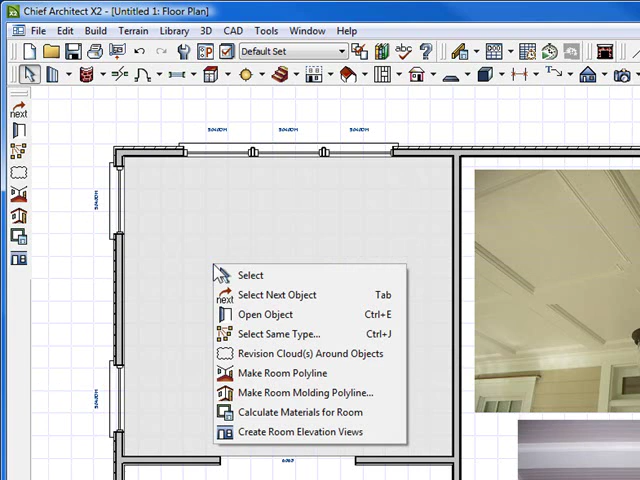 Chief Architect X2 - [Untitled 1: Floor Plan]
File Edit Build Terrain Library 3D CAD Tools Window Help
Default Set
next
Select
Select Next Object Tab
next
Open Object Ctrl+E
Select Same Type... Ctrl+J
Revision Cloud(s) Around Objects
Make Room Polyline
Make Room Molding Polyline...
Calculate Materials for Room
Create Room Elevation Views